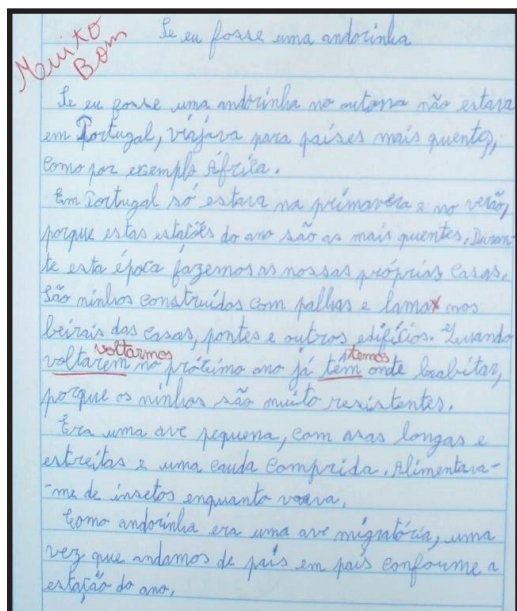 Se eu fosse uma andorinha
Muito
Bom
Se eu fosse uma andorinha no outono não estava
em Portugal, viajava para países mais quentes,
como por exemplo África.
Em Portugal só estava na primavera e no verão,
porque estas estações do ano são as mais quentes. Duran-
te esta época fazemos as nossas próprias casas.
São ninhos construídos com palhas e lama nos
beirais das casas, pontes e outros edifícios. Quando
voltarmos temos
voltarem no próximo ano já tem onde habitar,
porque os ninhos são muito resistentes.
Era uma ave pequena, com asas longas e
estreitas e uma cauda comprida. Alimentava-
-me de insetos enquanto voava.
Como andorinha era uma ave migratória, uma
vez que andamos de país em país conforme a
estação do ano.